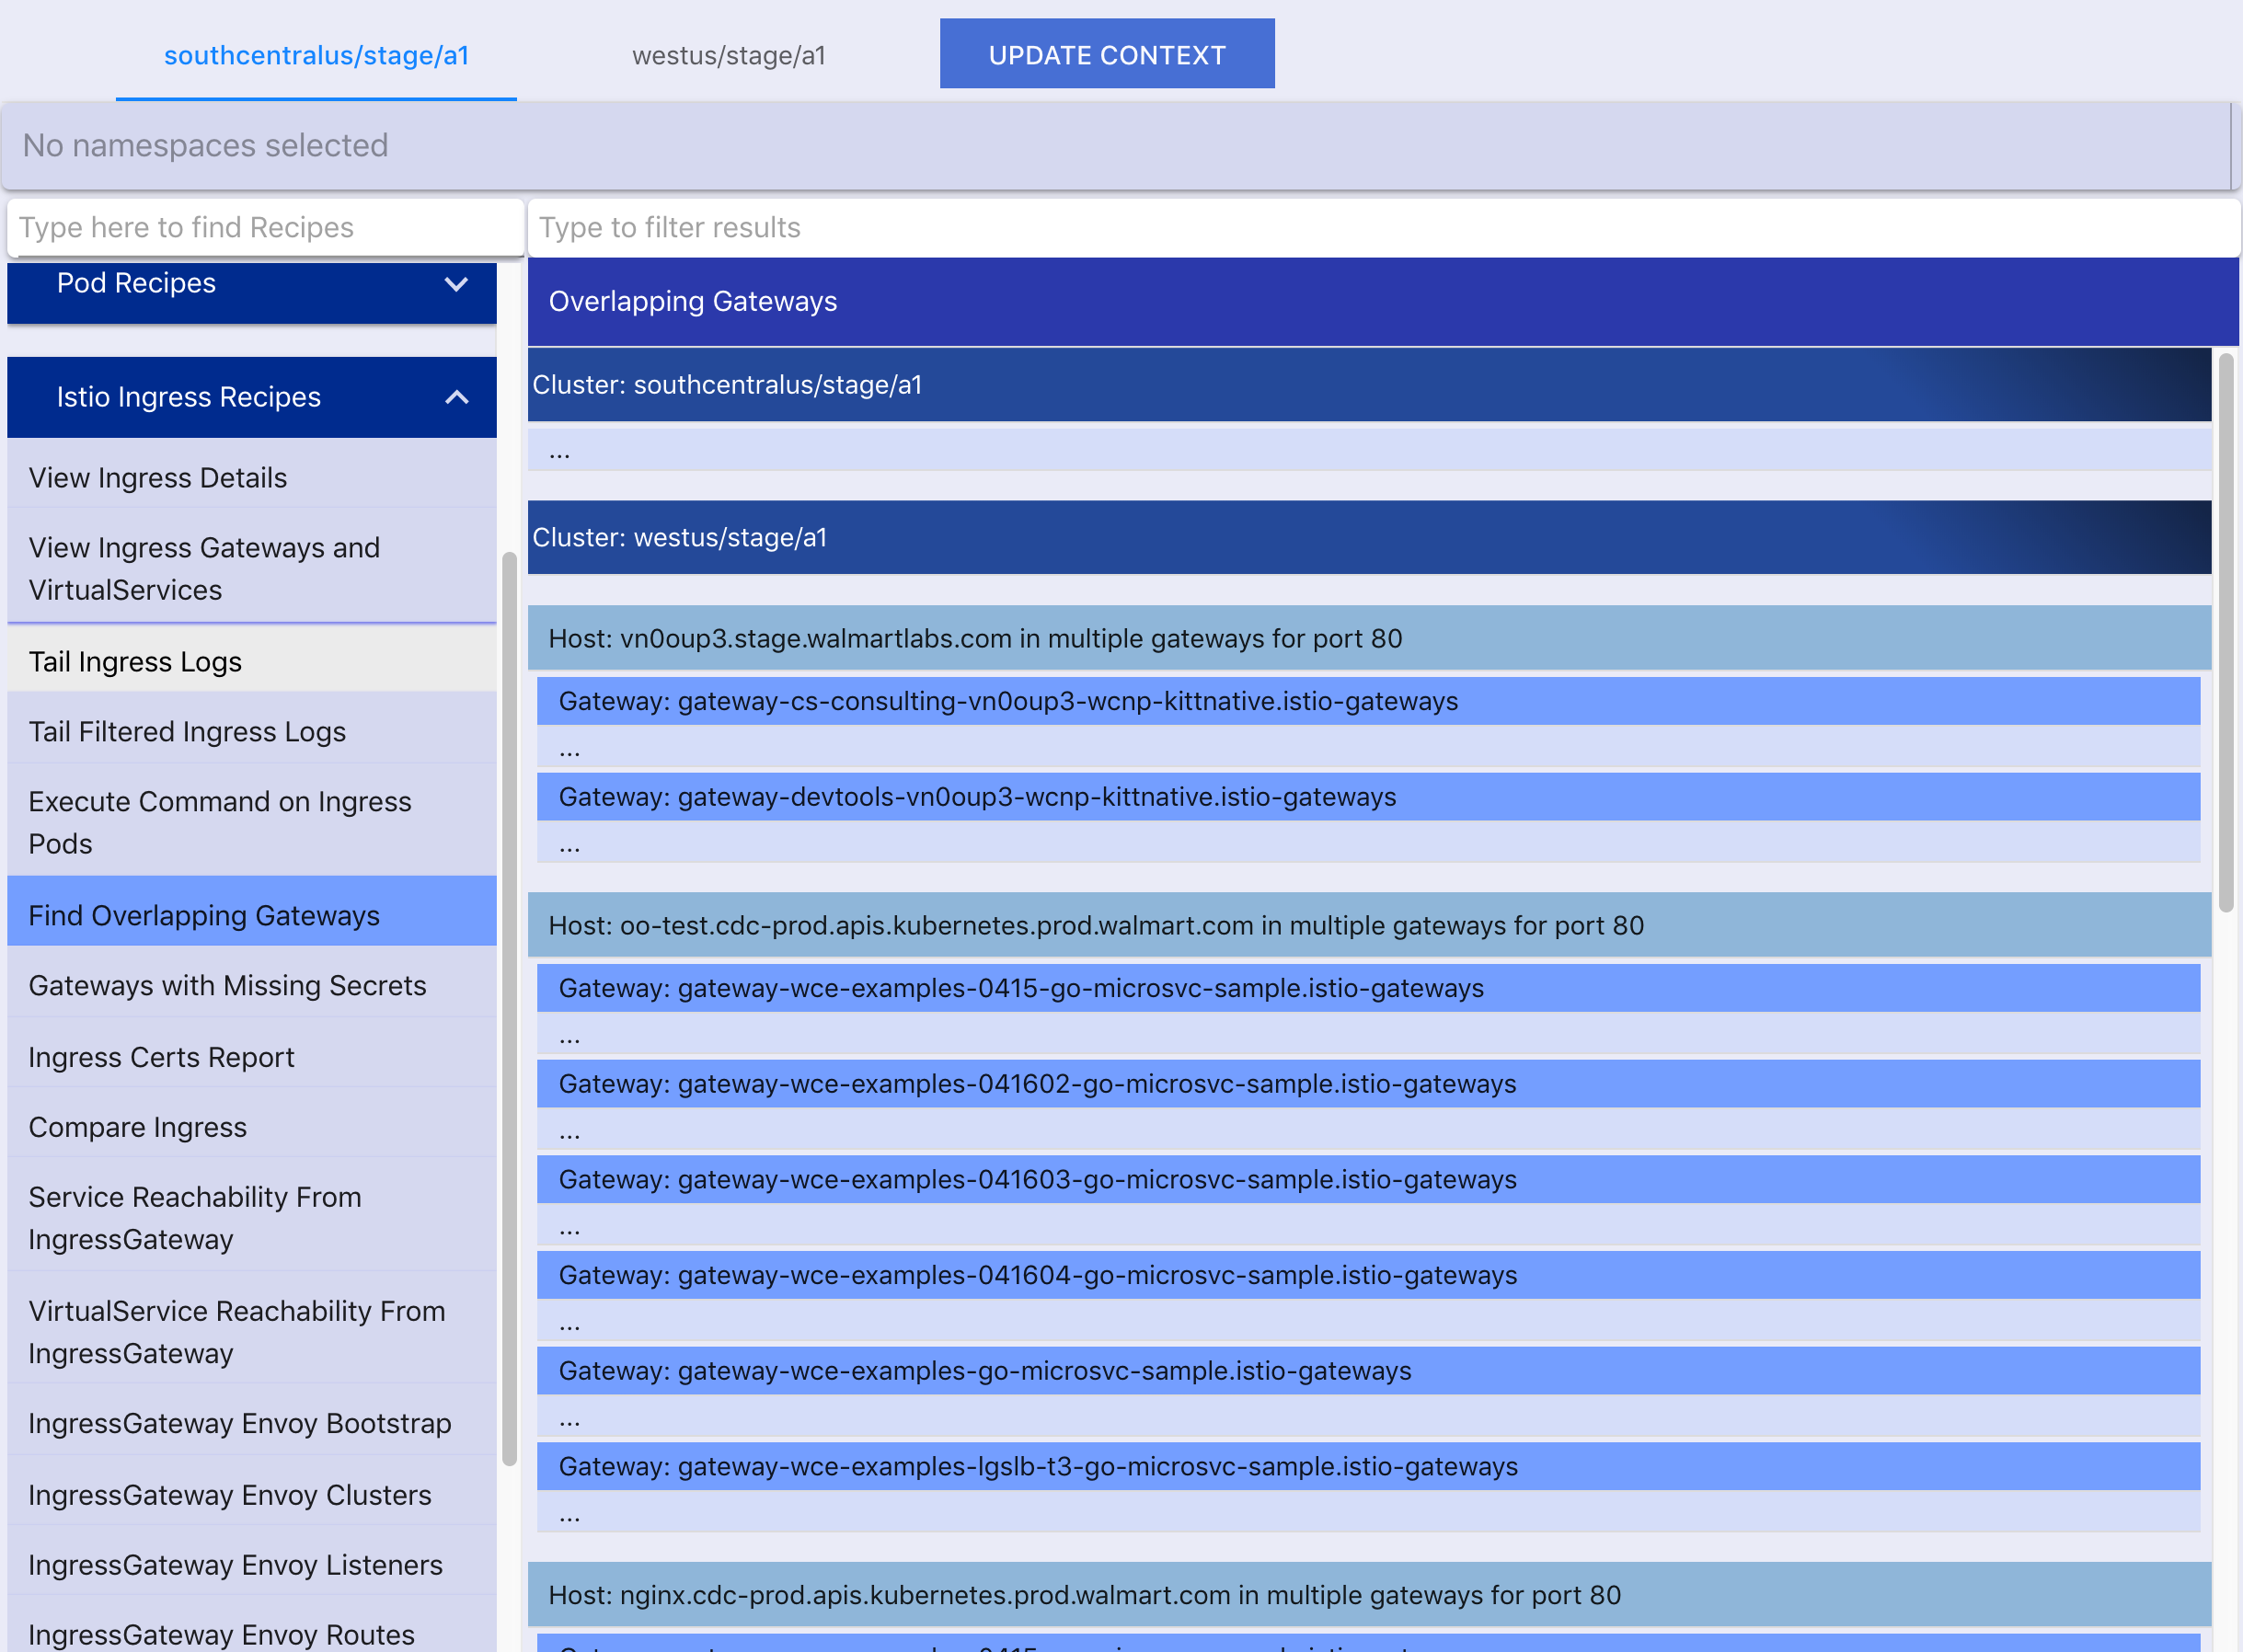 southcentralus/stage/a1
westus/stage/a1
UPDATE CONTEXT
No namespaces selected
Type here to find Recipes
Type to filter results
Pod Recipes
Istio Ingress Recipes
View Ingress Details
View Ingress Gateways and
VirtualServices
Tail Ingress Logs
Tail Filtered Ingress Logs
Execute Command on Ingress
Pods
Find Overlapping Gateways
Gateways with Missing Secrets
Ingress Certs Report
Compare Ingress
Service Reachability From
IngressGateway
VirtualService Reachability From
IngressGateway
IngressGateway Envoy Bootstrap
IngressGateway Envoy Clusters
IngressGateway Envoy Listeners
IngressGateway Envoy Routes
Overlapping Gateways
Cluster: southcentralus/stage/a1
...
Cluster: westus/stage/a1
Host: vn0oup3.stage.walmartlabs.com in multiple gateways for port 80
Gateway: gateway-cs-consulting-vn0oup3-wcnp-kittnative.istio-gateways
...
Gateway: gateway-devtools-vn0oup3-wcnp-kittnative.istio-gateways
...
Host: oo-test.cdc-prod.apis.kubernetes.prod.walmart.com in multiple gateways for port 80
Gateway: gateway-wce-examples-0415-go-microsvc-sample.istio-gateways
...
Gateway: gateway-wce-examples-041602-go-microsvc-sample.istio-gateways
...
Gateway: gateway-wce-examples-041603-go-microsvc-sample.istio-gateways
...
Gateway: gateway-wce-examples-041604-go-microsvc-sample.istio-gateways
...
Gateway: gateway-wce-examples-go-microsvc-sample.istio-gateways
...
Gateway: gateway-wce-examples-lgslb-t3-go-microsvc-sample.istio-gateways
...
Host: nginx.cdc-prod.apis.kubernetes.prod.walmart.com in multiple gateways for port 80